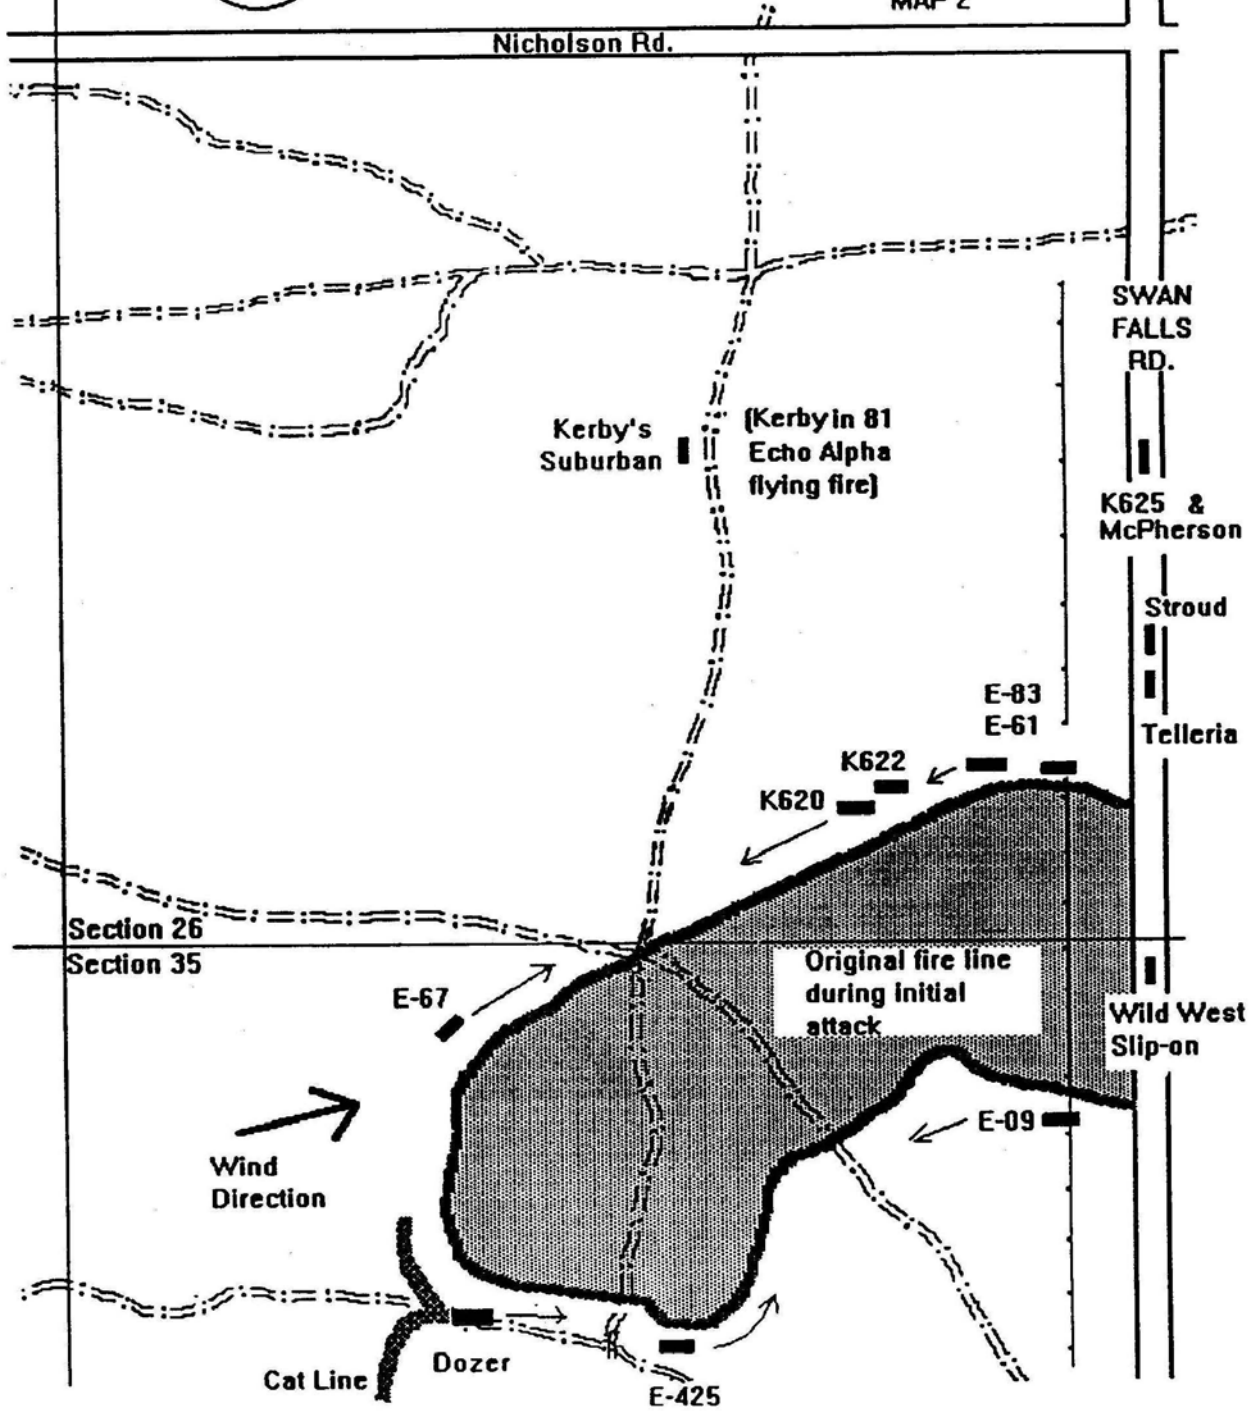 MAP 2
Nicholson Rd.
SWAN
FALLS
RD.
Kerby's
Suburban
(Kerby in 81
Echo Alpha
flying fire)
K625 &
McPherson
Stroud
E-83
E-61
Telleria
K622
K620
Section 26
Section 35
Original fire line
during initial
attack
E-67
Wild West
Slip-on
E-09
Wind
Direction
Dozer
Cat Line
E-425